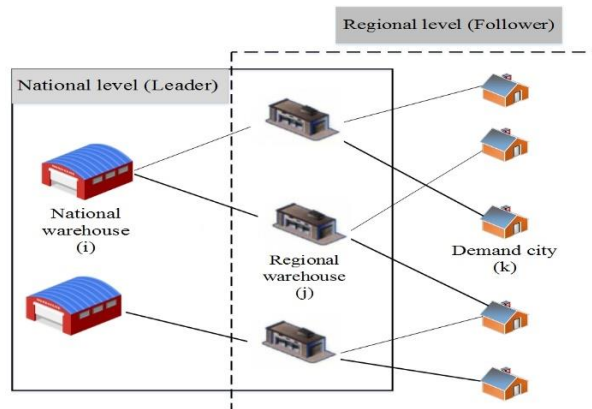 Regional level (Follower)
National level (Leader)
National
warehouse
(i)
Regional
warehouse
(j)
Demand city
(k)